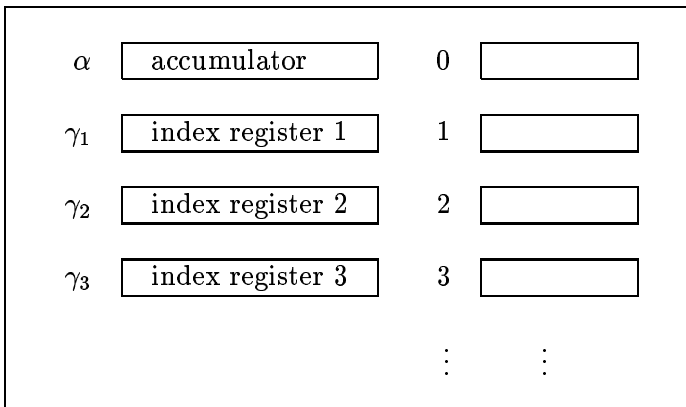 α accumulator 0
γ₁ index register 1 1
γ₂ index register 2 2
γ₃ index register 3 3
⋮ ⋮